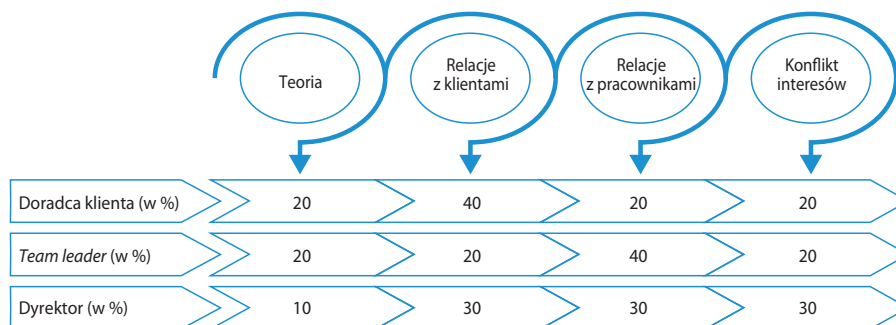 Teoria
Relacje
z klientami
Relacje
z pracownikami
Konflikt
interesów
Doradca klienta (w %) 20 40 20 20
Team leader (w %) 20 20 40 20
Dyrektor (w %) 10 30 30 30